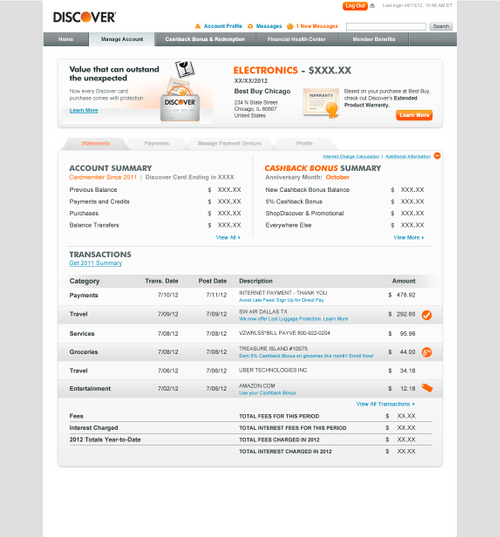 Log Out Last login 04/13/12, 10:46 AM ET
DISCOVER
Account Profile Messages 1 New Messages Search
Home Manage Account Cashback Bonus & Redemption Financial Health Center Member Benefits
Value that can outstand
the unexpected
Now every Discover card
purchase comes with protection.
Learn More
DISCOVER
ELECTRONICS - $XXX.XX
XX/XX/2012
Best Buy Chicago
234 N State Street
Chicago, IL 60607
United States
WARRANTY
Based on your purchase at Best Buy,
check out Discover's Extended
Product Warranty.
Learn More
Statements Payments Manage Payment Devices Profile
Interest Charge Calculation | Additional Information
ACCOUNT SUMMARY
Cardmember Since 2011 | Discover Card Ending in XXXX
Previous Balance $ XXX.XX
Payments and Credits $ XXX.XX
Purchases $ XXX.XX
Balance Transfers $ XXX.XX
View All
CASHBACK BONUS SUMMARY
Anniversary Month: October
New Cashback Bonus Balance $ XXX.XX
5% Cashback Bonus $ XXX.XX
ShopDiscover & Promotional $ XXX.XX
Everywhere Else $ XXX.XX
View More
TRANSACTIONS
Get 2011 Summary
Category Trans. Date Post Date Description Amount
Payments 7/10/12 7/11/12 INTERNET PAYMENT - THANK YOU $ 478.92
Avoid Late Fees! Sign Up for Direct Pay.
Travel 7/09/12 7/09/12 SW AIR DALLAS TX $ 292.60
We now offer Lost Luggage Protection. Learn More
Services 7/08/12 7/08/12 VZWRLSS*BILL PAYVE 800-922-0204 $ 95.96
Groceries 7/08/12 7/08/12 TREASURE ISLAND #10S75 $ 44.00 5%
Earn 5% Cashback Bonus on groceries this month! Enroll Now!
Travel 7/06/12 7/06/12 UBER TECHNOLOGIES INC $ 34.18
Entertainment 7/02/12 7/06/12 AMAZON.COM $ 12.18
Use your Cashback Bonus
View All Transactions
Fees TOTAL FEES FOR THIS PERIOD $ XX.XX
Interest Charged TOTAL INTEREST FEES FOR THIS PERIOD $ XX.XX
2012 Totals Year-to-Date TOTAL FEES CHARGED IN 2012 $ XX.XX
TOTAL INTEREST CHARGED IN 2012 $ XX.XX